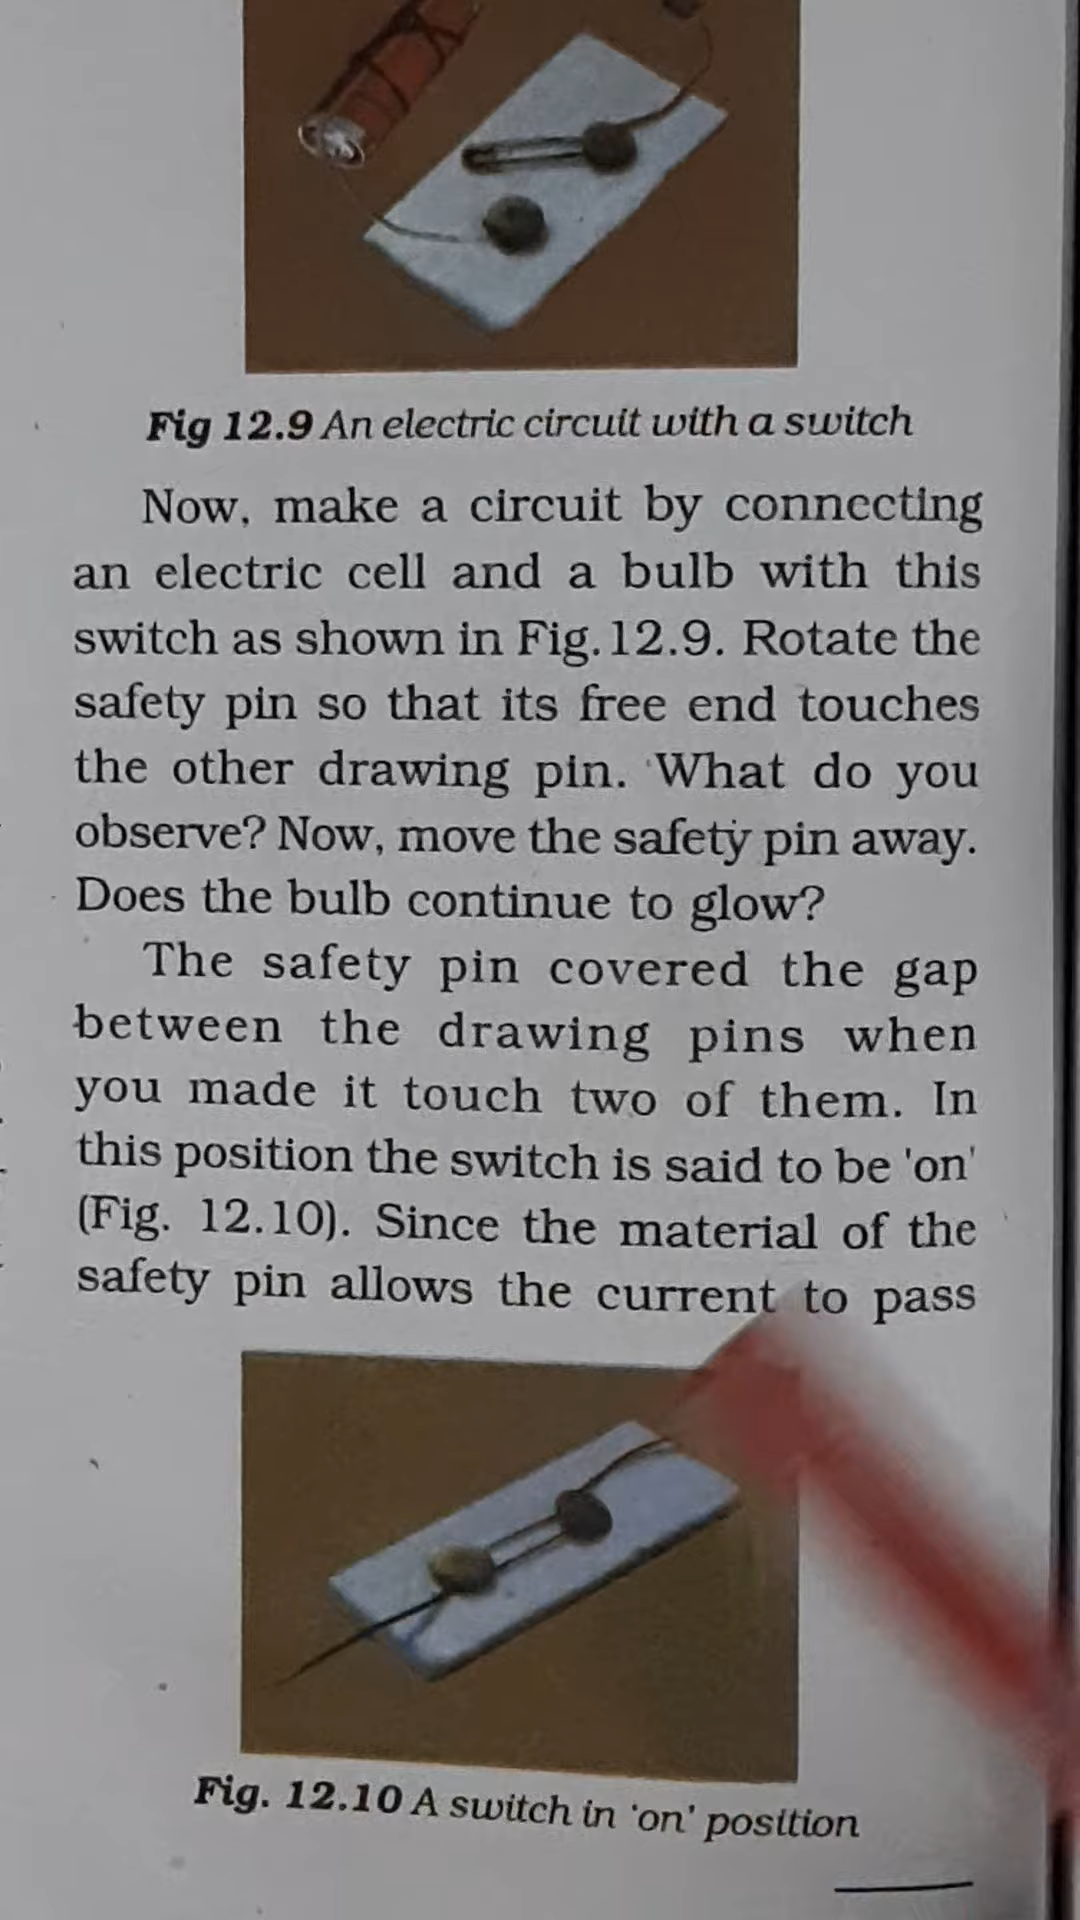 Fig 12.9 An electric circuit with a switch
Now, make a circuit by connecting
an electric cell and a bulb with this
switch as shown in Fig. 12.9. Rotate the
safety pin so that its free end touches
the other drawing pin. What do you
observe? Now, move the safety pin away.
Does the bulb continue to glow?
The safety pin covered the gap
between the drawing pins when
you made it touch two of them. In
this position the switch is said to be 'on'
(Fig. 12.10). Since the material of the
safety pin allows the current to pass
Fig. 12.10 A switch in 'on' position